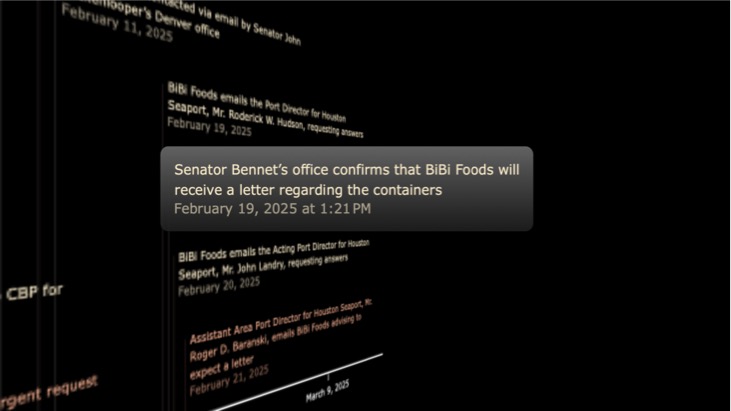 tacted via email by Senator John
enlooper's Denver office
February 11, 2025
BiBi Foods emails the Port Director for Houston
Seaport, Mr. Roderick W. Hudson, requesting answers
February 19, 2025
Senator Bennet's office confirms that BiBi Foods will
receive a letter regarding the containers
February 19, 2025 at 1:21 PM
BiBi Foods emails the Acting Port Director for Houston
Seaport, Mr. John Landry, requesting answers
February 20, 2025
CBP for
Assistant Area Port Director for Houston Seaport, Mr.
Roger D. Baranski, emails BiBi Foods advising to
expect a letter
February 21, 2025
rgent request
March 9, 2025